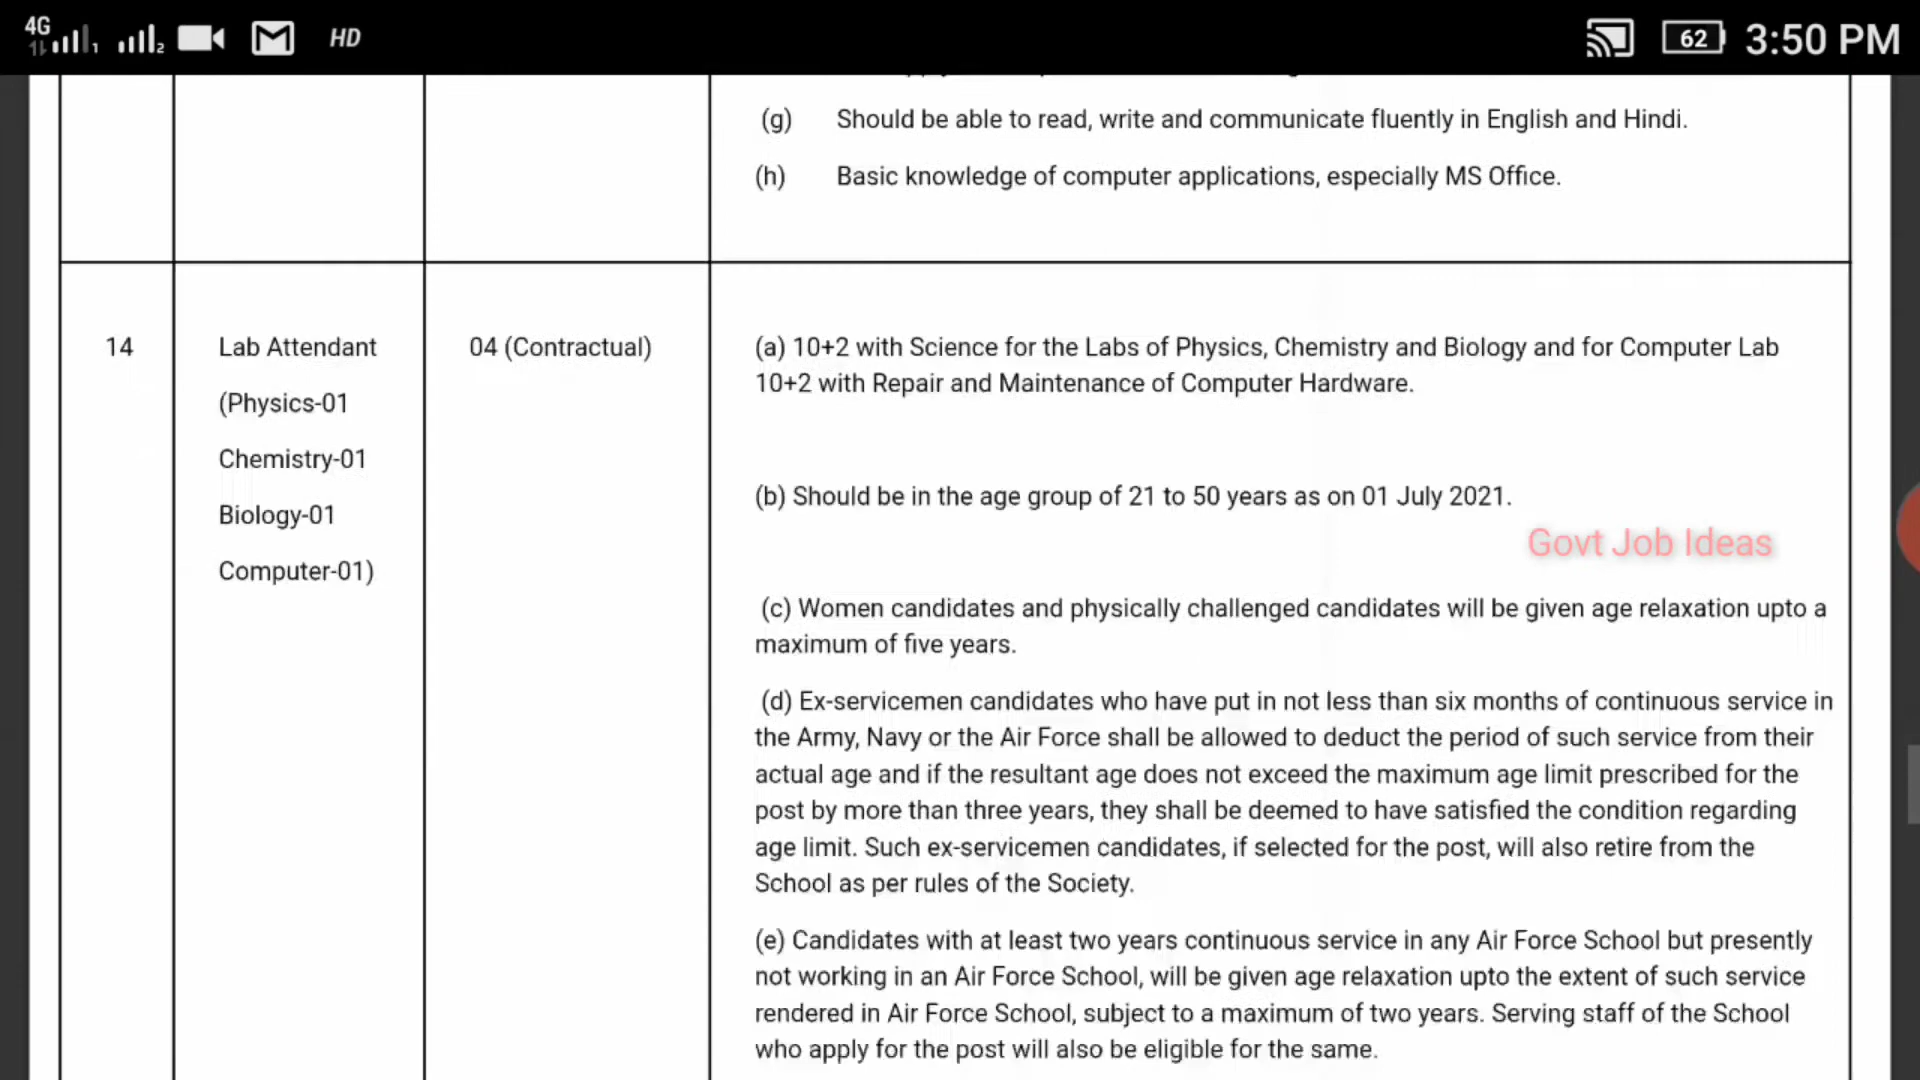 4G 1 2 HD 62 3:50 PM
(g) Should be able to read, write and communicate fluently in English and Hindi.
(h) Basic knowledge of computer applications, especially MS Office.
14
Lab Attendant
(Physics-01
Chemistry-01
Biology-01
Computer-01)
04 (Contractual)
(a) 10+2 with Science for the Labs of Physics, Chemistry and Biology and for Computer Lab
10+2 with Repair and Maintenance of Computer Hardware.
(b) Should be in the age group of 21 to 50 years as on 01 July 2021.
Govt Job Ideas
(c) Women candidates and physically challenged candidates will be given age relaxation upto a
maximum of five years.
(d) Ex-servicemen candidates who have put in not less than six months of continuous service in
the Army, Navy or the Air Force shall be allowed to deduct the period of such service from their
actual age and if the resultant age does not exceed the maximum age limit prescribed for the
post by more than three years, they shall be deemed to have satisfied the condition regarding
age limit. Such ex-servicemen candidates, if selected for the post, will also retire from the
School as per rules of the Society.
(e) Candidates with at least two years continuous service in any Air Force School but presently
not working in an Air Force School, will be given age relaxation upto the extent of such service
rendered in Air Force School, subject to a maximum of two years. Serving staff of the School
who apply for the post will also be eligible for the same.